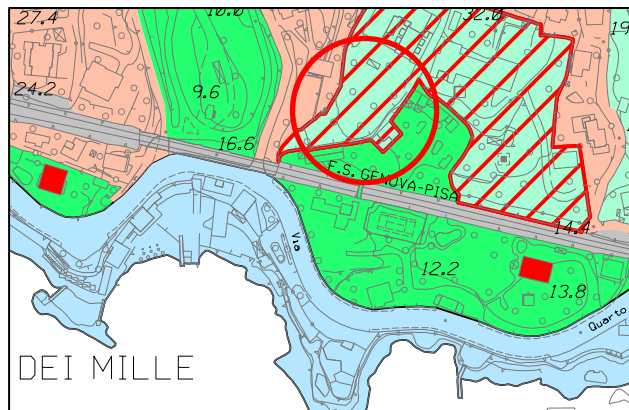 27.4
10.0
32.0
19
24.2
9.6
16.6
F.S. GENOVA-PISA
14.4
Via
12.2
13.8
Quarto
DEI MILLE